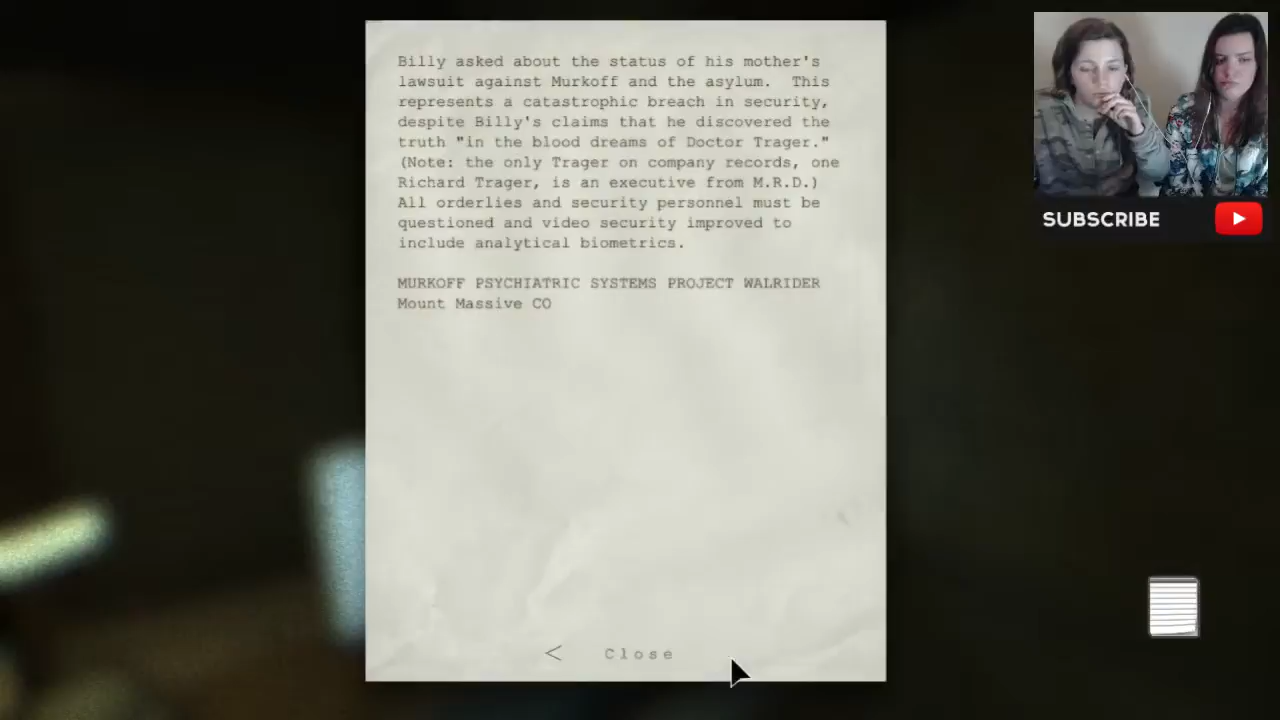 Billy asked about the status of his mother's
lawsuit against Murkoff and the asylum.  This
represents a catastrophic breach in security,
despite Billy's claims that he discovered the
truth "in the blood dreams of Doctor Trager."
(Note: the only Trager on company records, one
Richard Trager, is an executive from M.R.D.)
All orderlies and security personnel must be
questioned and video security improved to
include analytical biometrics.
MURKOFF PSYCHIATRIC SYSTEMS PROJECT WALRIDER
Mount Massive CO
< Close
SUBSCRIBE